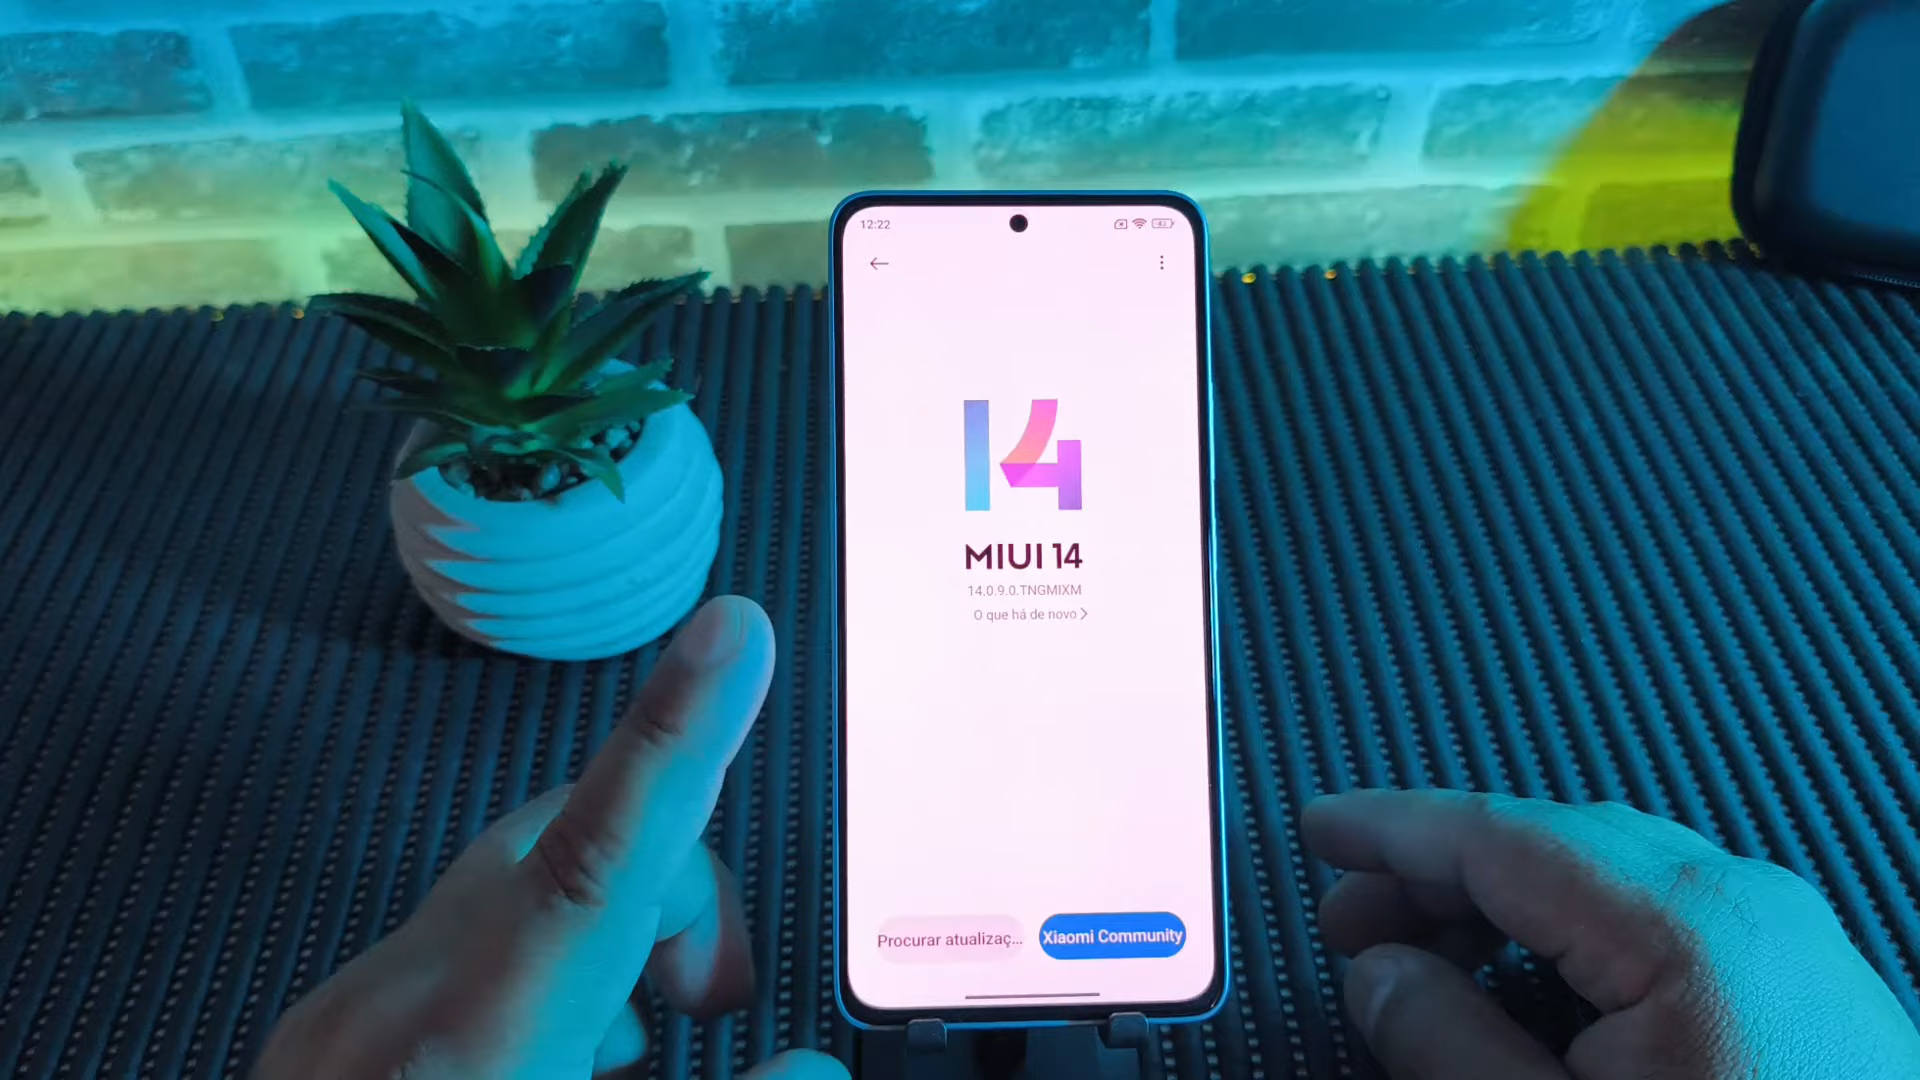 12:22
14
MIUI 14
14.0.9.0.TNGMIXM
O que há de novo
Procurar atualizaç...
Xiaomi Community